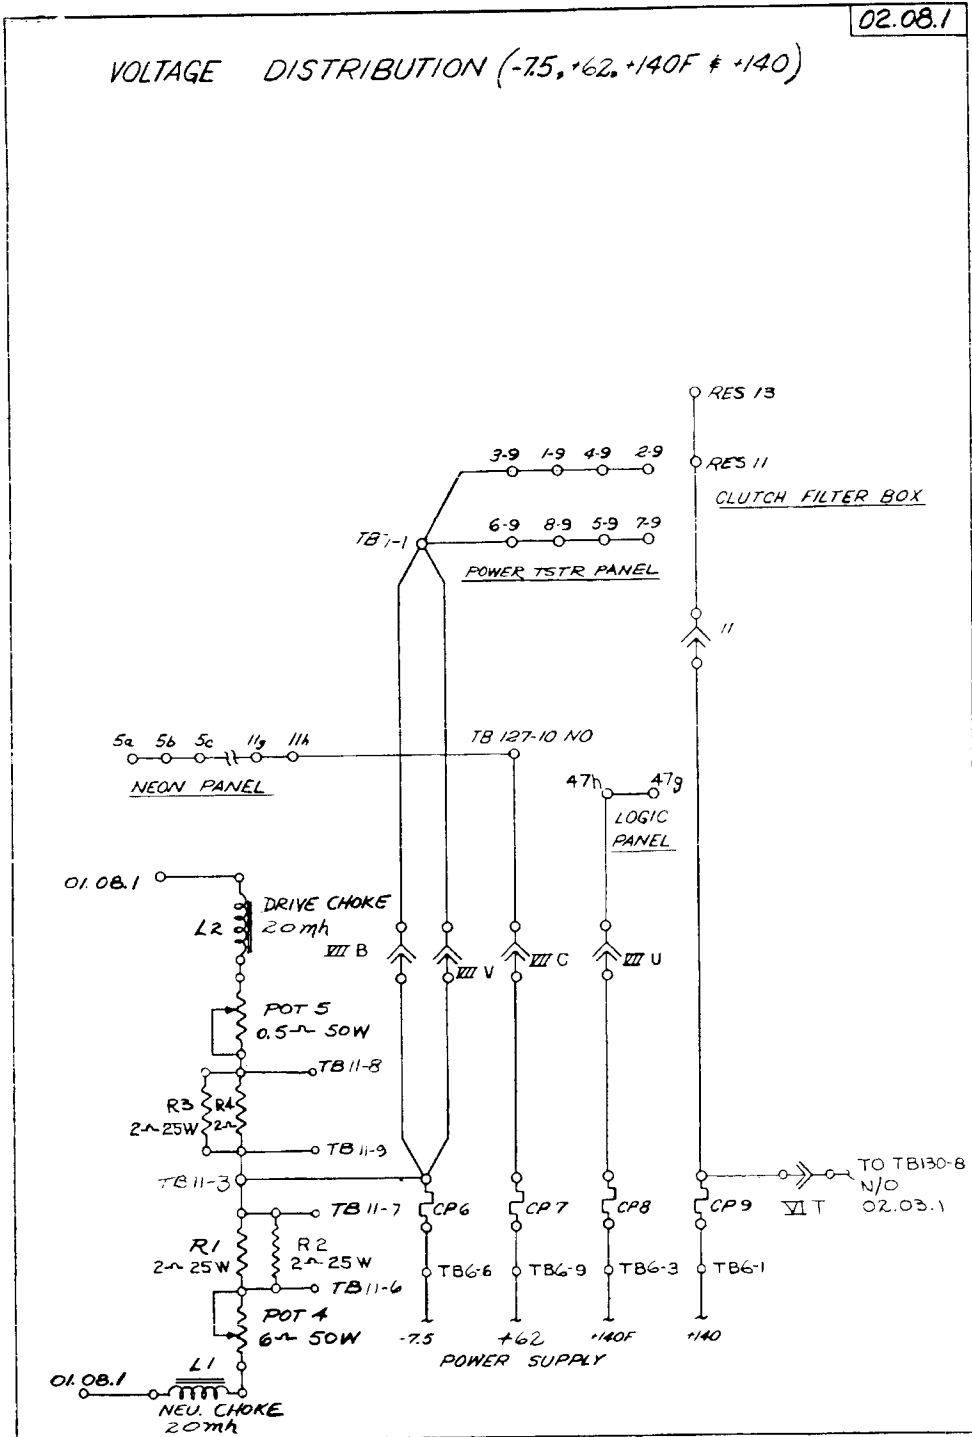 02.08.1
VOLTAGE DISTRIBUTION (-7.5, +62, +140F & +140)
RES 13
RES 11
CLUTCH FILTER BOX
3-9 1-9 4-9 2-9
TB7-1
6-9 8-9 5-9 7-9
POWER TSTR PANEL
11
5a 5b 5c 11g 11h
TB 127-10 NO
NEON PANEL
47h 47g
LOGIC
PANEL
01.08.1
L2
DRIVE CHOKE
20mh
VIII B
VIII V
VIII C
VIII U
POT 5
0.5Ω 50W
TB 11-8
R3 R4
2Ω 25W 2Ω
TB 11-9
TB 11-3
TB 11-7
CP6
CP7
CP8
CP9
VI T
TO TB130-8
N/O
02.03.1
R1
2Ω 25W
R2
2Ω 25W
TB 11-6
TB6-6
TB6-9
TB6-3
TB6-1
POT 4
6Ω 50W
-7.5
+62
+140F
+140
POWER SUPPLY
01.08.1
L1
NEU. CHOKE
20mh